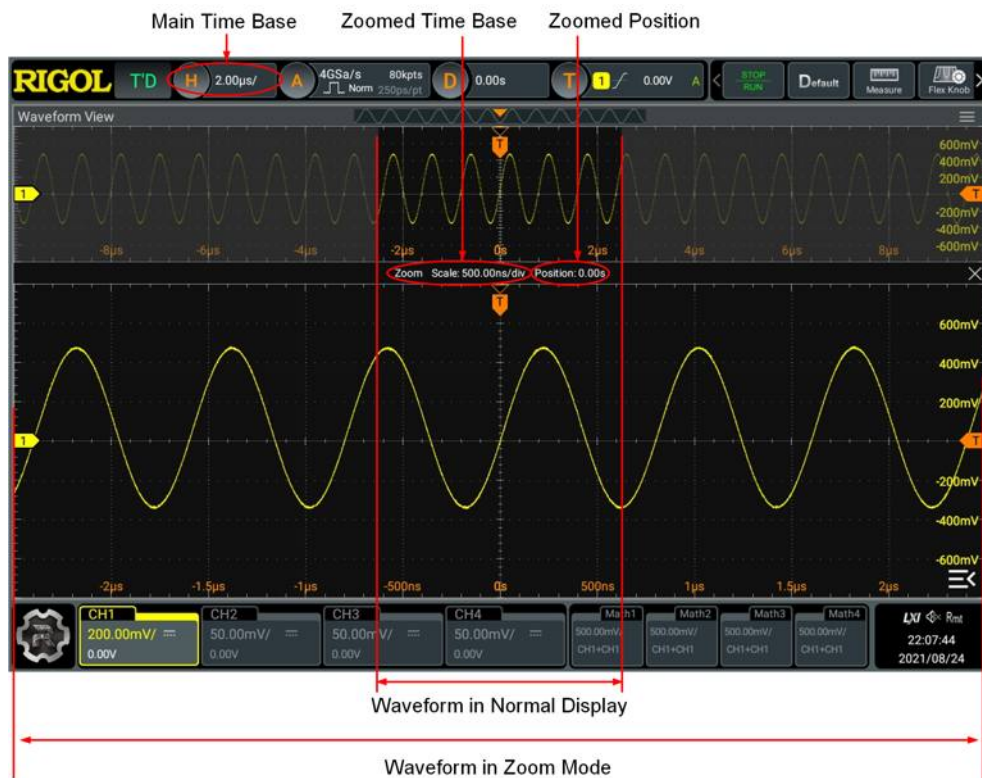 Main Time Base
Zoomed Time Base
Zoomed Position
RIGOL T'D H 2.00µs/ A 4GSa/s 80kpts Norm 250ps/pt D 0.00s T 1 0.00V A < STOP RUN Default Measure Flex Knob >
Waveform View
600mV
400mV
200mV
-200mV
-400mV
-600mV
T
1
T
-8µs -6µs -4µs -2µs 0s 2µs 4µs 6µs 8µs
Zoom Scale: 500.00ns/div Position: 0.00s
T
600mV
400mV
200mV
1
T
-200mV
-400mV
-600mV
-2µs -1.5µs -1µs -500ns 0s 500ns 1µs 1.5µs 2µs
CH1
200.00mV/
0.00V
CH2
50.00mV/
0.00V
CH3
50.00mV/
0.00V
CH4
50.00mV/
0.00V
Math1
500.00mV/
CH1+CH1
Math2
500.00mV/
CH1+CH1
Math3
500.00mV/
CH1+CH1
Math4
500.00mV/
CH1+CH1
LXI Rmt
22:07:44
2021/08/24
Waveform in Normal Display
Waveform in Zoom Mode